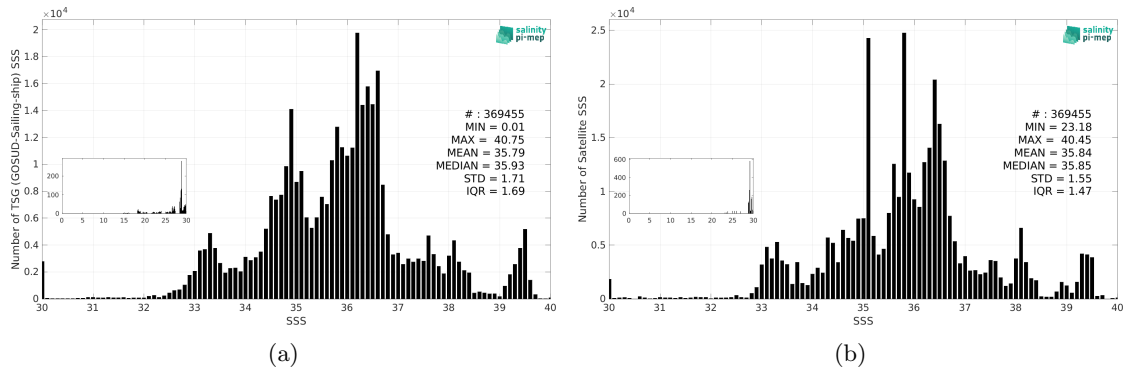 ×10⁴
2
1.8
1.6
1.4
1.2
1
0.8
0.6
0.4
0.2
0
Number of TSG (GOSUD-Sailing-ship) SSS
salinity
pi-mep
# : 369455
MIN = 0.01
MAX = 40.75
MEAN = 35.79
MEDIAN = 35.93
STD = 1.71
IQR = 1.69
200
100
0
0 5 10 15 20 25 30
30 31 32 33 34 35 36 37 38 39 40
SSS
(a)
×10⁴
2.5
2
1.5
1
0.5
0
Number of Satellite SSS
salinity
pi-mep
# : 369455
MIN = 23.18
MAX = 40.45
MEAN = 35.84
MEDIAN = 35.85
STD = 1.55
IQR = 1.47
600
400
200
0
0 5 10 15 20 25 30
30 31 32 33 34 35 36 37 38 39 40
SSS
(b)